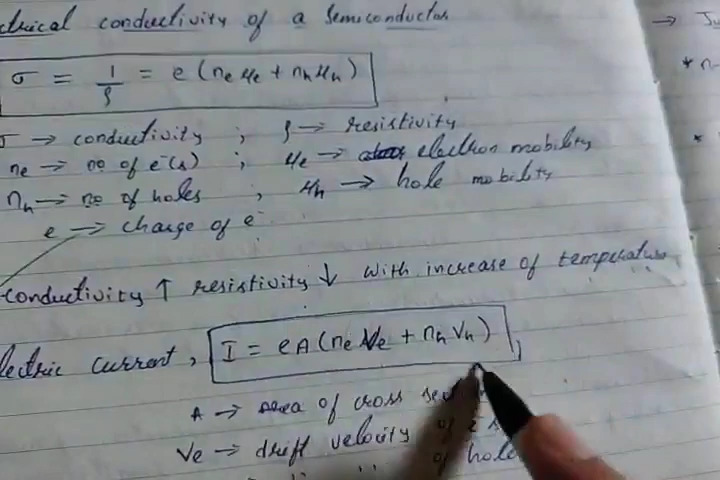 conductivity of a semiconductor
σ = 1/ρ = e (nₑ μₑ + nₕ μₕ)
σ → conductivity ; ρ → resistivity
nₑ → no of e⁻(s) ; μₑ → electron mobility
nₕ → no of holes , μₕ → hole mobility
e → charge of e⁻
conductivity ↑ resistivity ↓ with increase of temperature
current, I = eA (nₑ Vₑ + nₕ Vₕ) ,
A → area of cross
Vₑ → drift velocity of e⁻
of hole